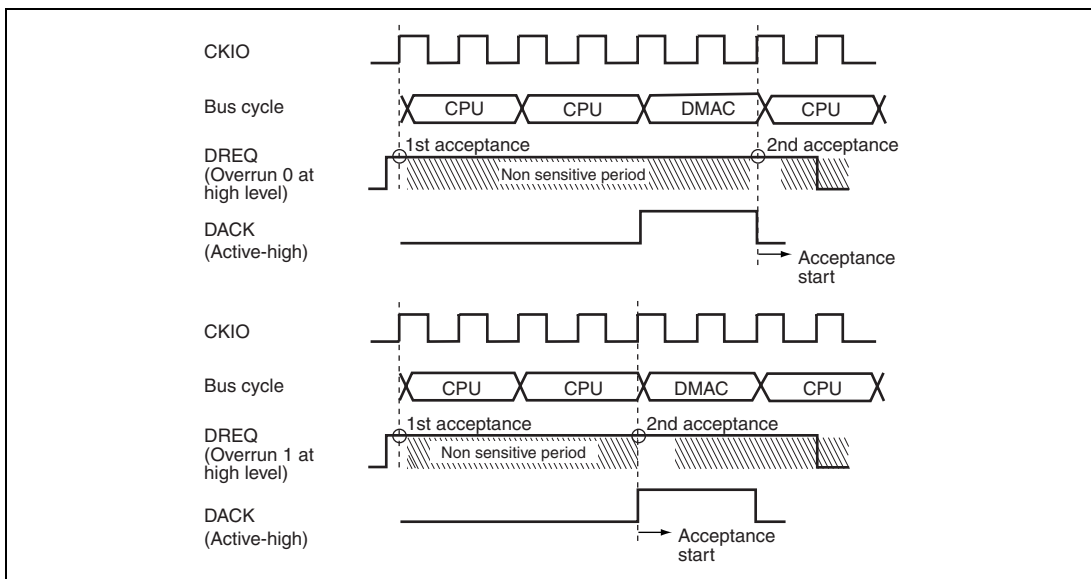 CKIO
Bus cycle
CPU CPU DMAC CPU
DREQ
(Overrun 0 at
high level)
1st acceptance 2nd acceptance
Non sensitive period
DACK
(Active-high)
Acceptance
start
CKIO
Bus cycle
CPU CPU DMAC CPU
DREQ
(Overrun 1 at
high level)
1st acceptance 2nd acceptance
Non sensitive period
DACK
(Active-high)
Acceptance
start